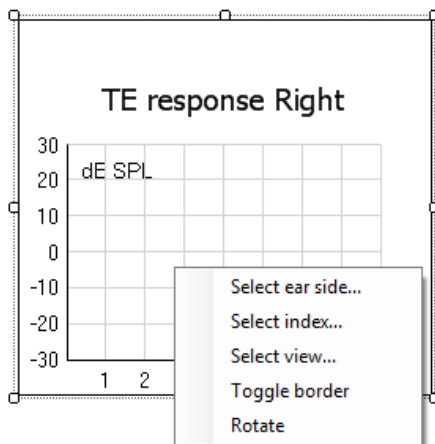 TE response Right
30
dE SPL
20
10
0
-10
-20
-30
1 2
Select ear side...
Select index...
Select view...
Toggle border
Rotate